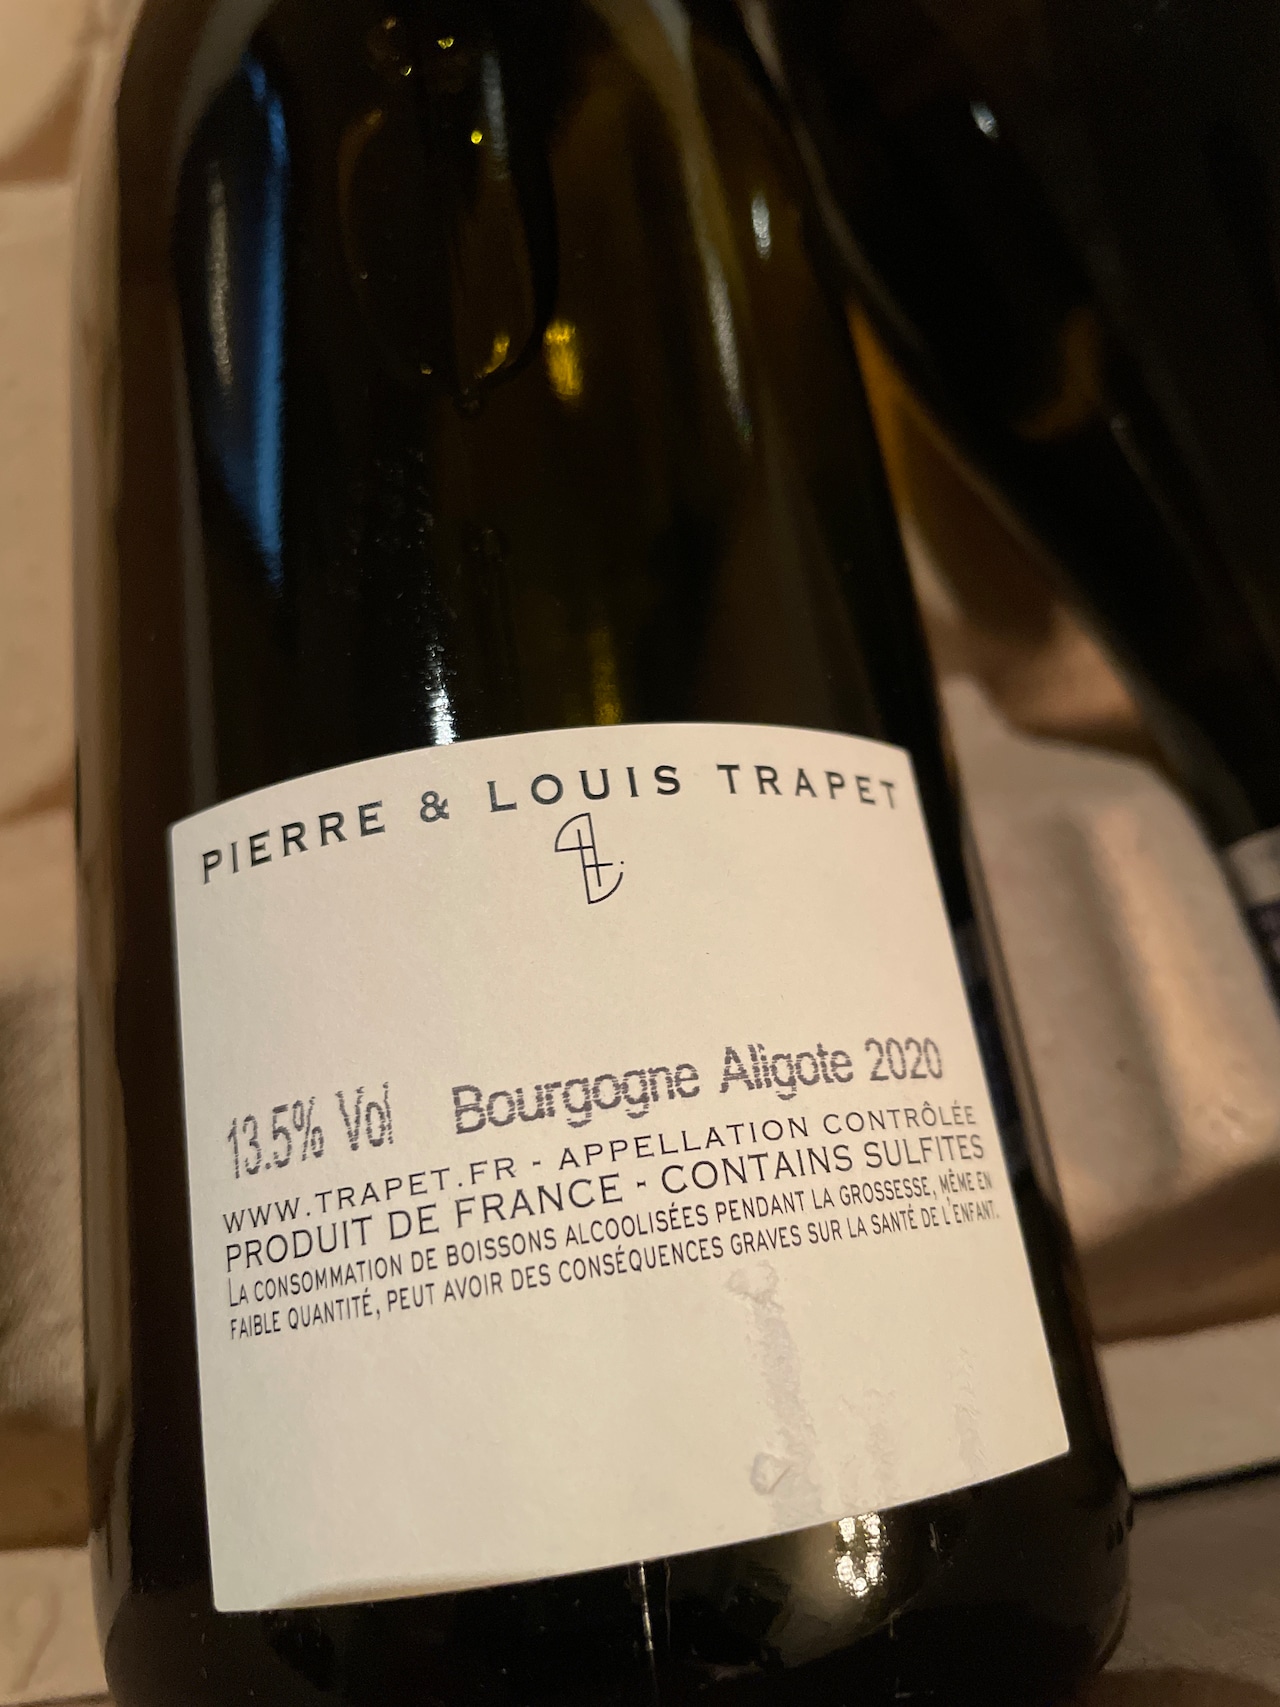 PIERRE & LOUIS TRAPET
13.5% Vol Bourgogne Aligote 2020
WWW.TRAPET.FR - APPELLATION CONTRÔLÉE
PRODUIT DE FRANCE - CONTAINS SULFITES
LA CONSOMMATION DE BOISSONS ALCOOLISÉES PENDANT LA GROSSESSE, MÊME EN
FAIBLE QUANTITÉ, PEUT AVOIR DES CONSÉQUENCES GRAVES SUR LA SANTÉ DE L'ENFANT.